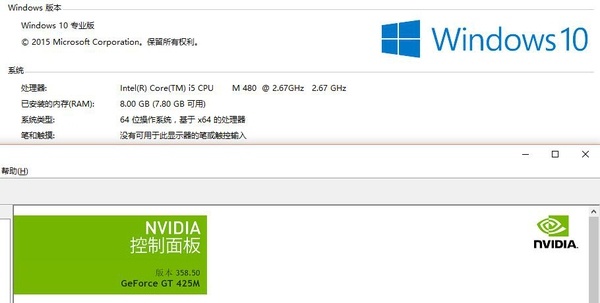 Windows 版本
Windows 10 专业版
© 2015 Microsoft Corporation。保留所有权利。
Windows 10
系统
处理器: Intel(R) Core(TM) i5 CPU M 480 @ 2.67GHz 2.67 GHz
已安装的内存(RAM): 8.00 GB (7.80 GB 可用)
系统类型: 64 位操作系统，基于 x64 的处理器
笔和触摸: 没有可用于此显示器的笔或触控输入
帮助(H)
NVIDIA
控制面板
版本 358.50
GeForce GT 425M
NVIDIA.